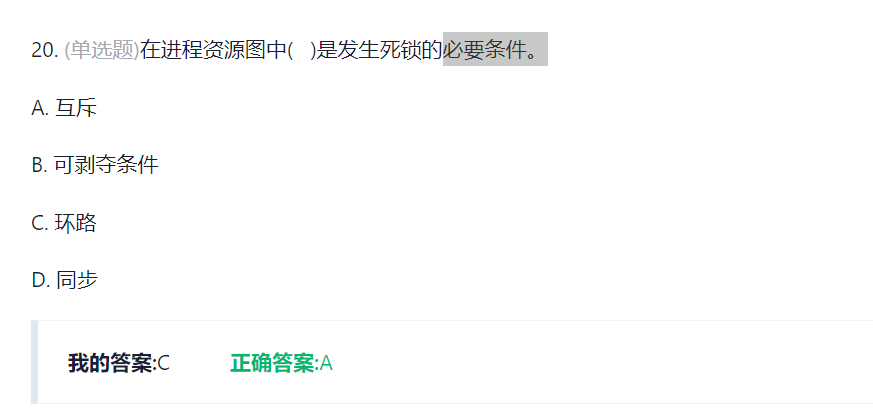 20. (单选题)在进程资源图中( )是发生死锁的必要条件。
A. 互斥
B. 可剥夺条件
C. 环路
D. 同步
我的答案:C 正确答案:A